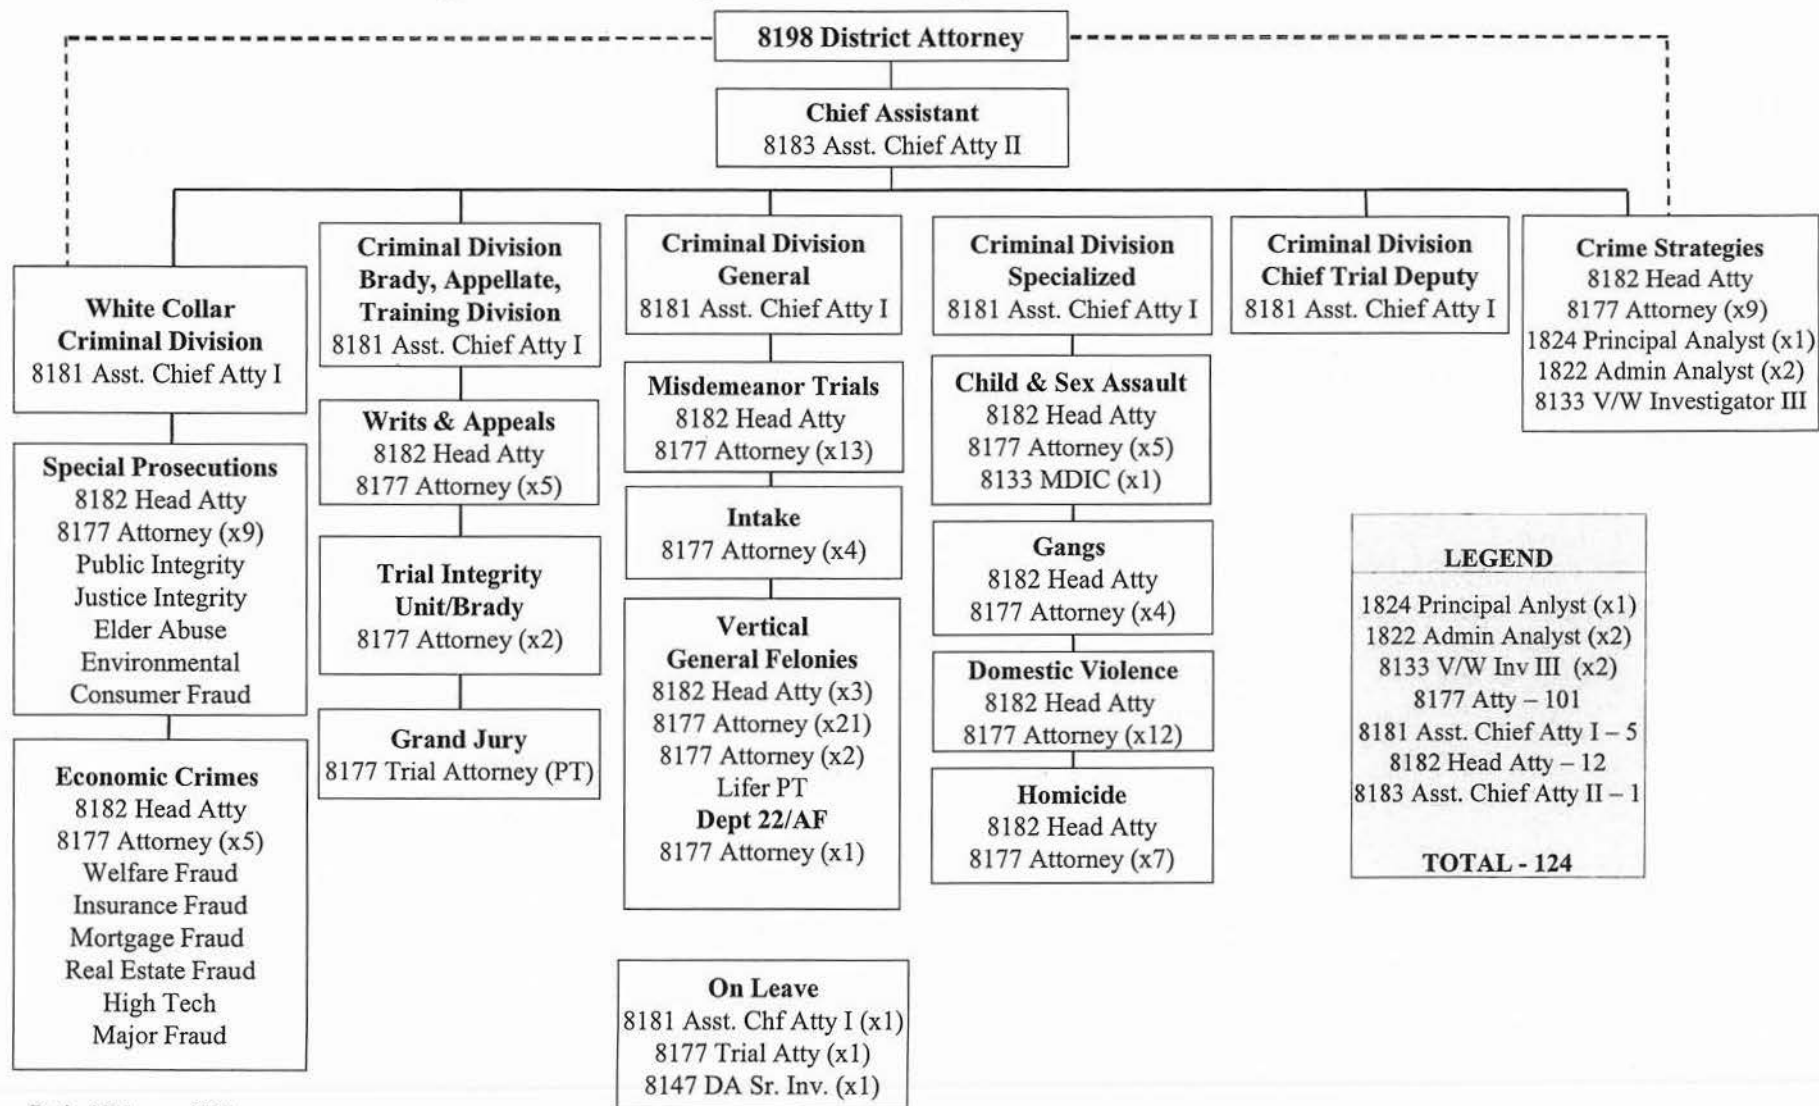 8198 District Attorney
Chief Assistant
8183 Asst. Chief Atty II
White Collar
Criminal Division
8181 Asst. Chief Atty I
Special Prosecutions
8182 Head Atty
8177 Attorney (x9)
Public Integrity
Justice Integrity
Elder Abuse
Environmental
Consumer Fraud
Economic Crimes
8182 Head Atty
8177 Attorney (x5)
Welfare Fraud
Insurance Fraud
Mortgage Fraud
Real Estate Fraud
High Tech
Major Fraud
Criminal Division
Brady, Appellate,
Training Division
8181 Asst. Chief Atty I
Writs & Appeals
8182 Head Atty
8177 Attorney (x5)
Trial Integrity
Unit/Brady
8177 Attorney (x2)
Grand Jury
8177 Trial Attorney (PT)
Criminal Division
General
8181 Asst. Chief Atty I
Misdemeanor Trials
8182 Head Atty
8177 Attorney (x13)
Intake
8177 Attorney (x4)
Vertical
General Felonies
8182 Head Atty (x3)
8177 Attorney (x21)
8177 Attorney (x2)
Lifer PT
Dept 22/AF
8177 Attorney (x1)
On Leave
8181 Asst. Chf Atty I (x1)
8177 Trial Atty (x1)
8147 DA Sr. Inv. (x1)
Criminal Division
Specialized
8181 Asst. Chief Atty I
Child & Sex Assault
8182 Head Atty
8177 Attorney (x5)
8133 MDIC (x1)
Gangs
8182 Head Atty
8177 Attorney (x4)
Domestic Violence
8182 Head Atty
8177 Attorney (x12)
Homicide
8182 Head Atty
8177 Attorney (x7)
Criminal Division
Chief Trial Deputy
8181 Asst. Chief Atty I
Crime Strategies
8182 Head Atty
8177 Attorney (x9)
1824 Principal Analyst (x1)
1822 Admin Analyst (x2)
8133 V/W Investigator III
LEGEND
1824 Principal Anlyst (x1)
1822 Admin Analyst (x2)
8133 V/W Inv III (x2)
8177 Atty – 101
8181 Asst. Chief Atty I – 5
8182 Head Atty – 12
8183 Asst. Chief Atty II – 1
TOTAL - 124